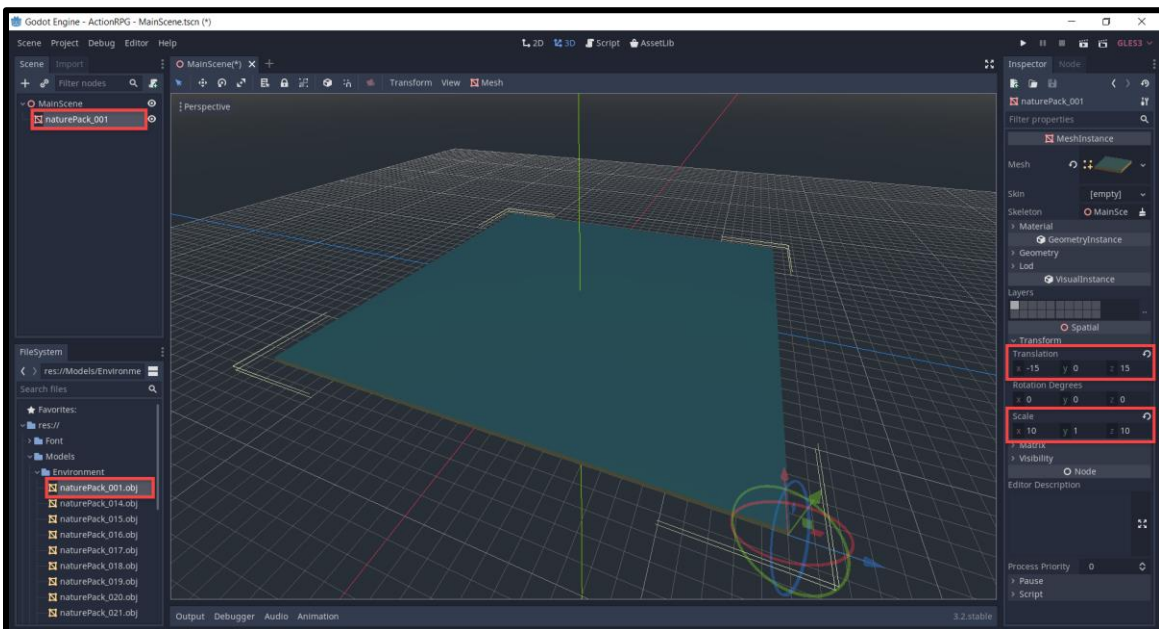 Godot Engine - ActionRPG - MainScene.tscn (*)
Scene Project Debug Editor Help
2D 3D Script AssetLib
GLES3
Scene Import
Filter nodes
MainScene
naturePack_001
MainScene(*)
Transform View Mesh
Perspective
FileSystem
res://Models/Environme
Search files
Favorites:
res://
Font
Models
Environment
naturePack_001.obj
naturePack_014.obj
naturePack_015.obj
naturePack_016.obj
naturePack_017.obj
naturePack_018.obj
naturePack_019.obj
naturePack_020.obj
naturePack_021.obj
Output Debugger Audio Animation
3.2.stable
Inspector Node
naturePack_001
Filter properties
MeshInstance
Mesh
Skin [empty]
Skeleton MainSce
Material
GeometryInstance
Geometry
Lod
VisualInstance
Layers
Spatial
Transform
Translation
x -15 y 0 z 15
Rotation Degrees
x 0 y 0 z 0
Scale
x 10 y 1 z 10
Matrix
Visibility
Node
Editor Description
Process Priority 0
Pause
Script